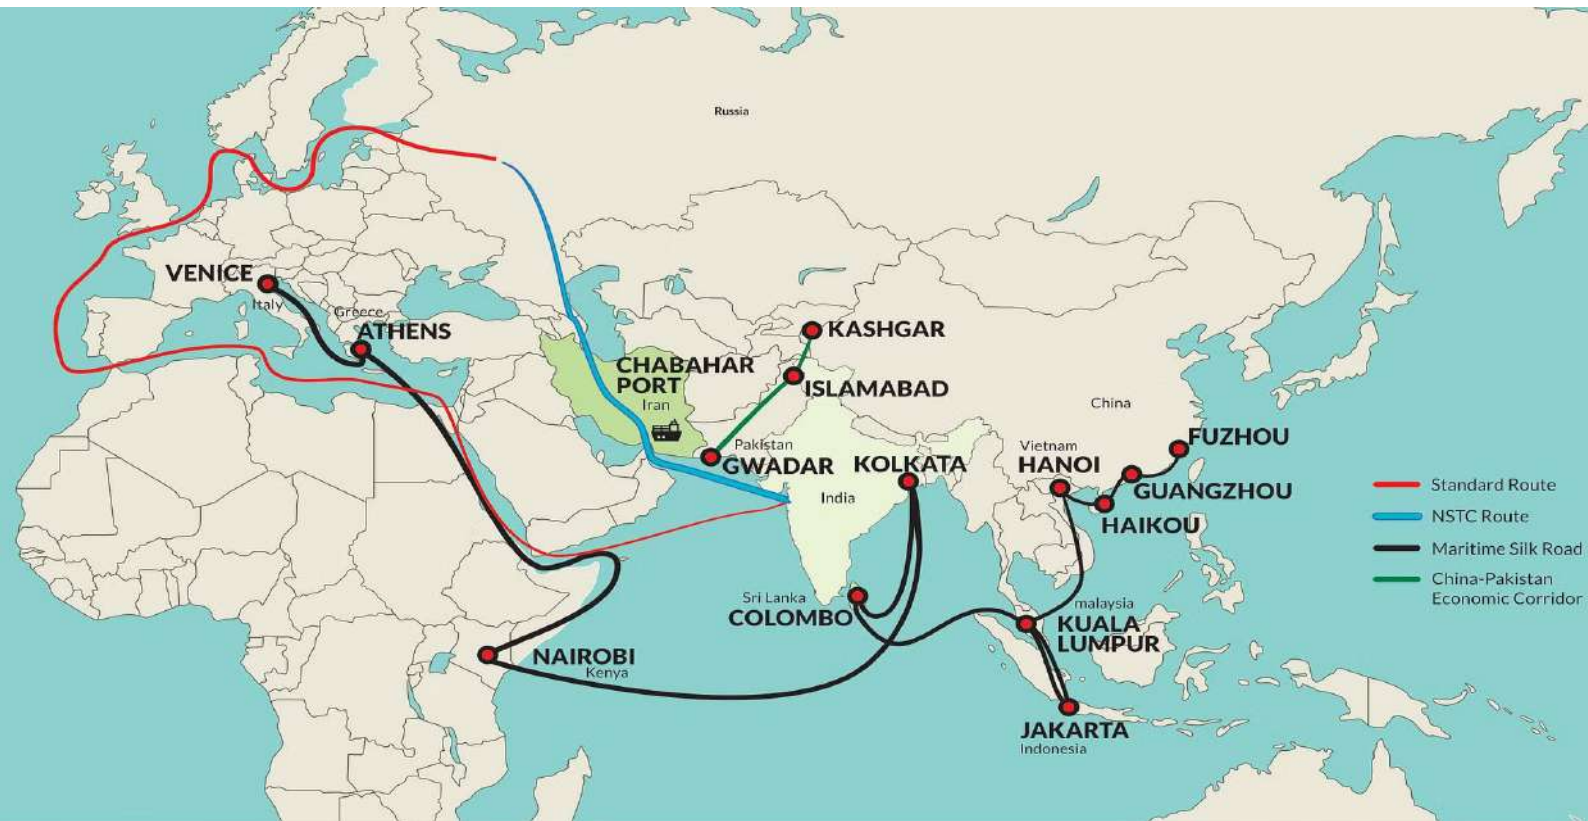 Russia
VENICE
Italy
Greece
ATHENS
KASHGAR
CHABAHAR
PORT
Iran
ISLAMABAD
China
Pakistan
GWADAR
KOLKATA
India
Vietnam
HANOI
FUZHOU
GUANGZHOU
HAIKOU
Standard Route
NSTC Route
Maritime Silk Road
China-Pakistan
Economic Corridor
Sri Lanka
COLOMBO
malaysia
KUALA
LUMPUR
NAIROBI
Kenya
JAKARTA
Indonesia